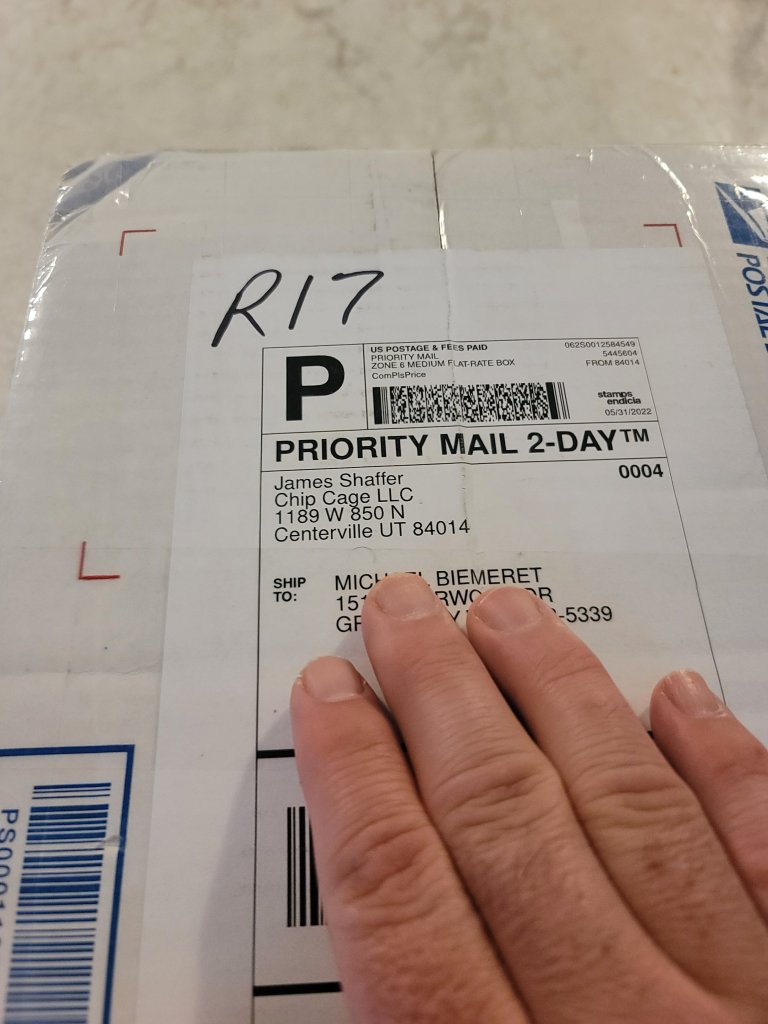 R17
P
US POSTAGE & FEES PAID
PRIORITY MAIL
ZONE 6 MEDIUM FLAT-RATE BOX
ComPlsPrice
062S0012584549
5445604
FROM 84014
stamps
endicia
05/31/2022
PRIORITY MAIL 2-DAY™
0004
James Shaffer
Chip Cage LLC
1189 W 850 N
Centerville UT 84014
SHIP
TO:
BIEMERET
DR
-5339
POSTAL